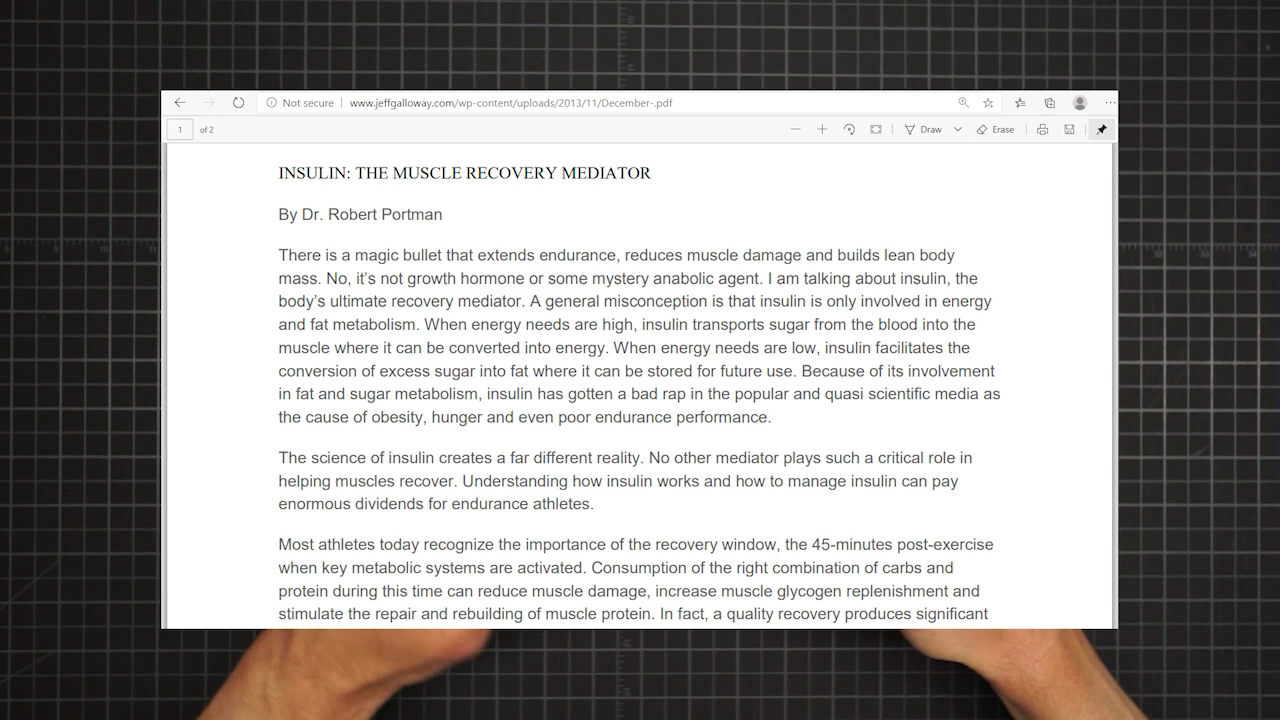 Not secure | www.jeffgalloway.com/wp-content/uploads/2013/11/December-.pdf
1 of 2 Draw Erase
INSULIN: THE MUSCLE RECOVERY MEDIATOR
By Dr. Robert Portman
There is a magic bullet that extends endurance, reduces muscle damage and builds lean body
mass. No, it’s not growth hormone or some mystery anabolic agent. I am talking about insulin, the
body’s ultimate recovery mediator. A general misconception is that insulin is only involved in energy
and fat metabolism. When energy needs are high, insulin transports sugar from the blood into the
muscle where it can be converted into energy. When energy needs are low, insulin facilitates the
conversion of excess sugar into fat where it can be stored for future use. Because of its involvement
in fat and sugar metabolism, insulin has gotten a bad rap in the popular and quasi scientific media as
the cause of obesity, hunger and even poor endurance performance.
The science of insulin creates a far different reality. No other mediator plays such a critical role in
helping muscles recover. Understanding how insulin works and how to manage insulin can pay
enormous dividends for endurance athletes.
Most athletes today recognize the importance of the recovery window, the 45-minutes post-exercise
when key metabolic systems are activated. Consumption of the right combination of carbs and
protein during this time can reduce muscle damage, increase muscle glycogen replenishment and
stimulate the repair and rebuilding of muscle protein. In fact, a quality recovery produces significant